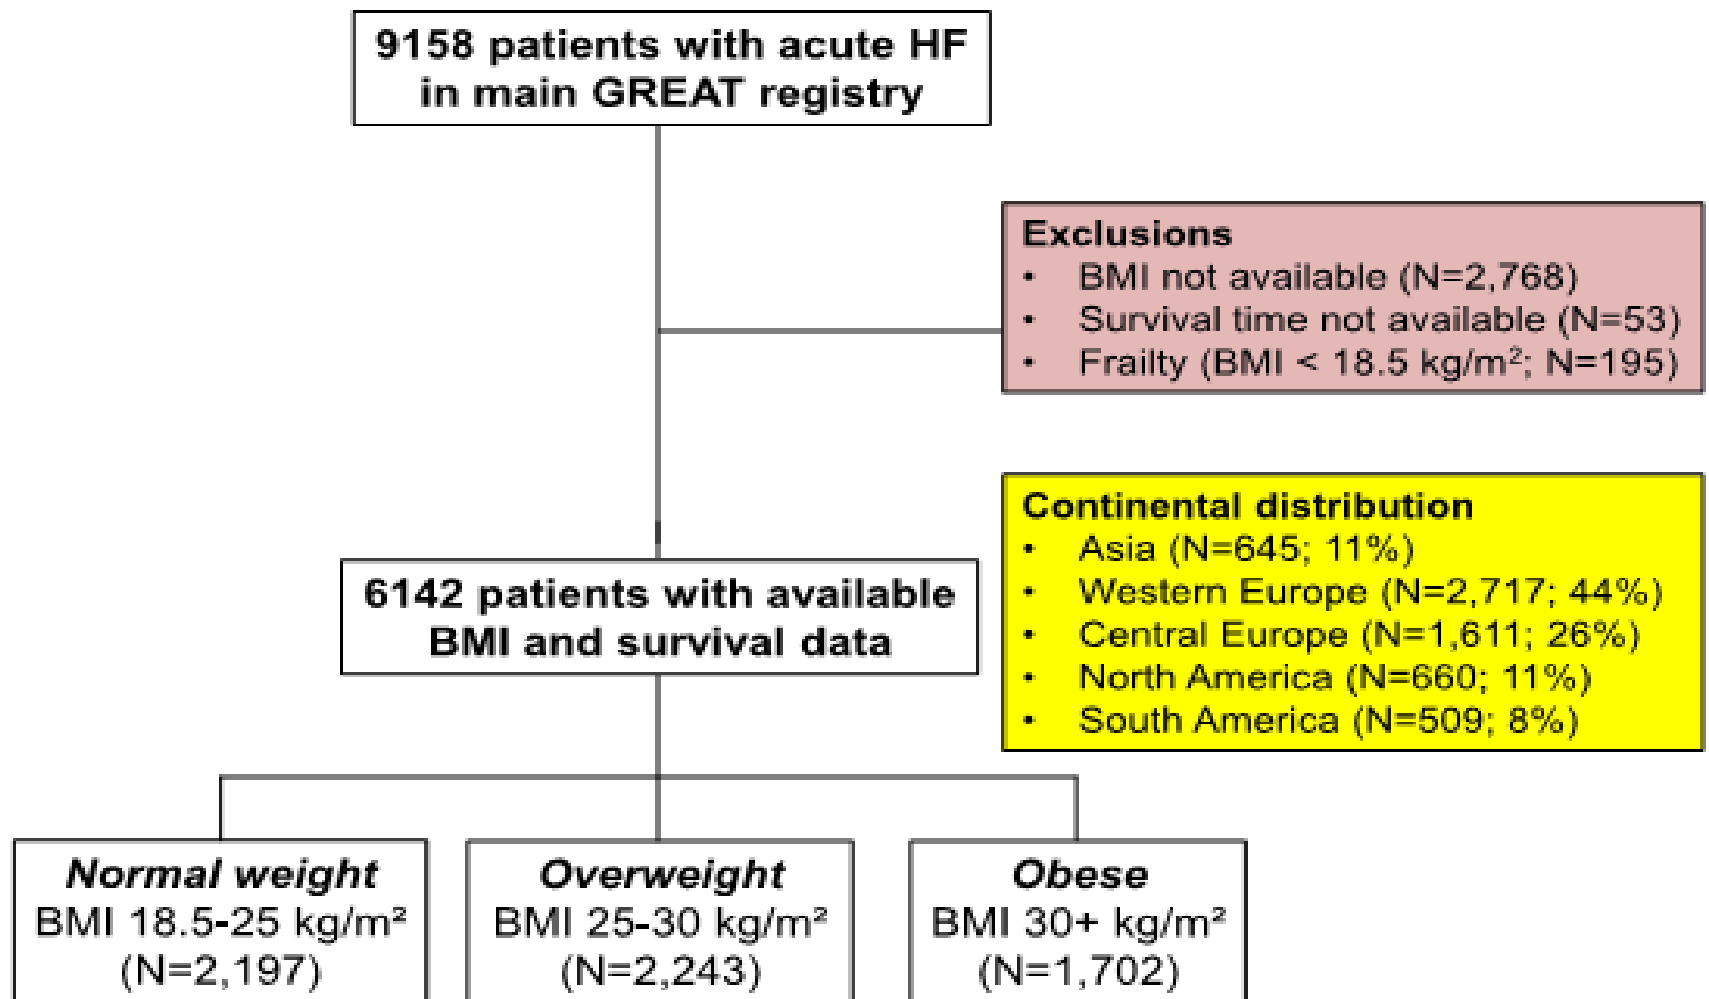 9158 patients with acute HF
in main GREAT registry
Exclusions
• BMI not available (N=2,768)
• Survival time not available (N=53)
• Frailty (BMI < 18.5 kg/m²; N=195)
Continental distribution
• Asia (N=645; 11%)
• Western Europe (N=2,717; 44%)
• Central Europe (N=1,611; 26%)
• North America (N=660; 11%)
• South America (N=509; 8%)
6142 patients with available
BMI and survival data
Normal weight
BMI 18.5-25 kg/m²
(N=2,197)
Overweight
BMI 25-30 kg/m²
(N=2,243)
Obese
BMI 30+ kg/m²
(N=1,702)